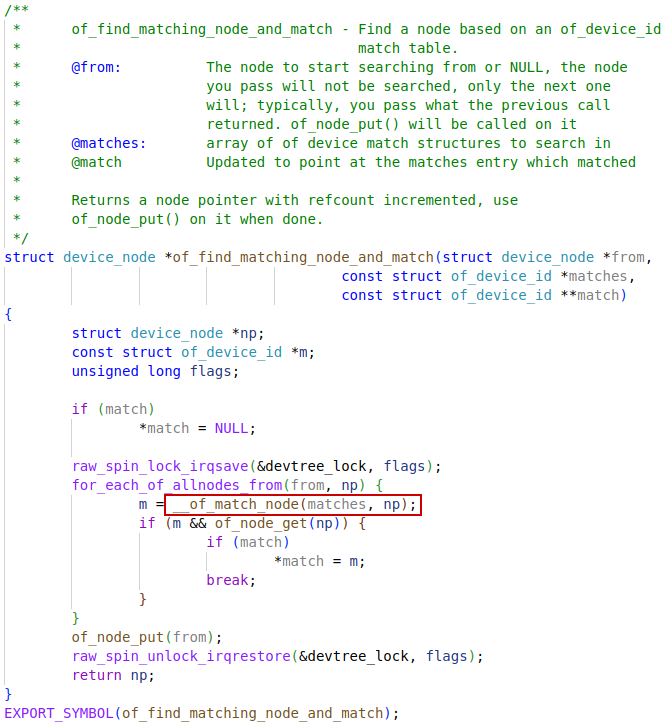 /**
 *      of_find_matching_node_and_match - Find a node based on an of_device_id
 *                                        match table.
 *      @from:          The node to start searching from or NULL, the node
 *                      you pass will not be searched, only the next one
 *                      will; typically, you pass what the previous call
 *                      returned. of_node_put() will be called on it
 *      @matches:       array of of device match structures to search in
 *      @match          Updated to point at the matches entry which matched
 *
 *      Returns a node pointer with refcount incremented, use
 *      of_node_put() on it when done.
 */
struct device_node *of_find_matching_node_and_match(struct device_node *from,
                                        const struct of_device_id *matches,
                                        const struct of_device_id **match)
{
        struct device_node *np;
        const struct of_device_id *m;
        unsigned long flags;

        if (match)
                *match = NULL;

        raw_spin_lock_irqsave(&devtree_lock, flags);
        for_each_of_allnodes_from(from, np) {
                m = __of_match_node(matches, np);
                if (m && of_node_get(np)) {
                        if (match)
                                *match = m;
                        break;
                }
        }
        of_node_put(from);
        raw_spin_unlock_irqrestore(&devtree_lock, flags);
        return np;
}
EXPORT_SYMBOL(of_find_matching_node_and_match);